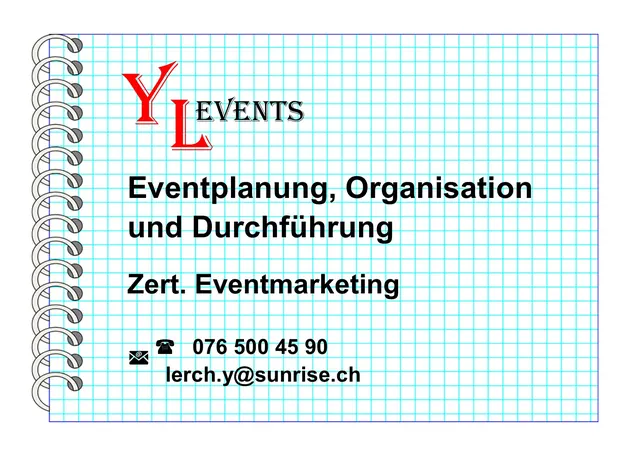 YL EVENTS
Eventplanung, Organisation
und Durchführung
Zert. Eventmarketing
076 500 45 90
lerch.y@sunrise.ch